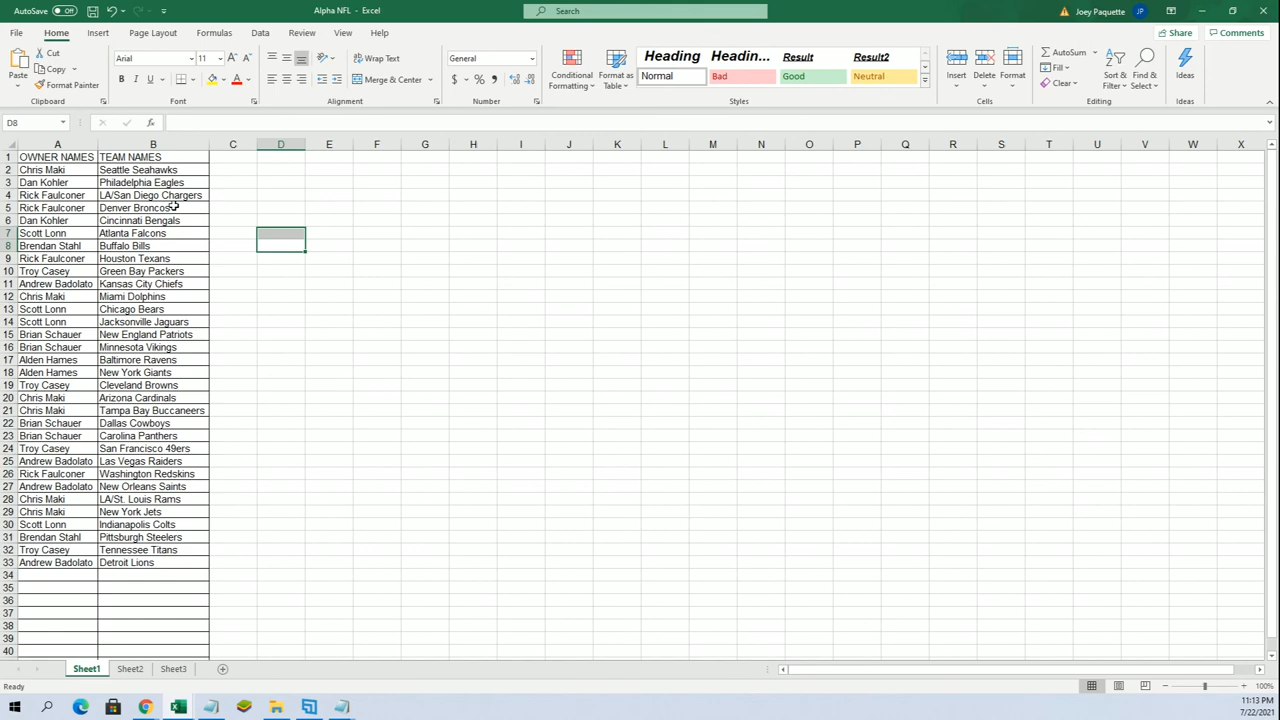 AutoSave Off Alpha NFL - Excel Search Joey Paquette JP
File Home Insert Page Layout Formulas Data Review View Help Share Comments
Cut
Copy
Format Painter
Paste
Clipboard
Arial 11
B I U
Font
Wrap Text
Merge & Center
Alignment
General
$ % 9
Number
Conditional Formatting
Format as Table
Heading Headin... Result Result2
Normal Bad Good Neutral
Styles
Insert Delete Format
Cells
AutoSum
Fill
Clear
Sort & Filter
Find & Select
Editing
Ideas
Ideas
D8 fx
A B C D E F G H I J K L M N O P Q R S T U V W X
1 OWNER NAMES TEAM NAMES
2 Chris Maki Seattle Seahawks
3 Dan Kohler Philadelphia Eagles
4 Rick Faulconer LA/San Diego Chargers
5 Rick Faulconer Denver Broncos
6 Dan Kohler Cincinnati Bengals
7 Scott Lonn Atlanta Falcons
8 Brendan Stahl Buffalo Bills
9 Rick Faulconer Houston Texans
10 Troy Casey Green Bay Packers
11 Andrew Badolato Kansas City Chiefs
12 Chris Maki Miami Dolphins
13 Scott Lonn Chicago Bears
14 Scott Lonn Jacksonville Jaguars
15 Brian Schauer New England Patriots
16 Brian Schauer Minnesota Vikings
17 Alden Hames Baltimore Ravens
18 Alden Hames New York Giants
19 Troy Casey Cleveland Browns
20 Chris Maki Arizona Cardinals
21 Chris Maki Tampa Bay Buccaneers
22 Brian Schauer Dallas Cowboys
23 Brian Schauer Carolina Panthers
24 Troy Casey San Francisco 49ers
25 Andrew Badolato Las Vegas Raiders
26 Rick Faulconer Washington Redskins
27 Andrew Badolato New Orleans Saints
28 Chris Maki LA/St. Louis Rams
29 Chris Maki New York Jets
30 Scott Lonn Indianapolis Colts
31 Brendan Stahl Pittsburgh Steelers
32 Troy Casey Tennessee Titans
33 Andrew Badolato Detroit Lions
34
35
36
37
38
39
40
Sheet1 Sheet2 Sheet3
Ready 100%
11:13 PM
7/22/2021